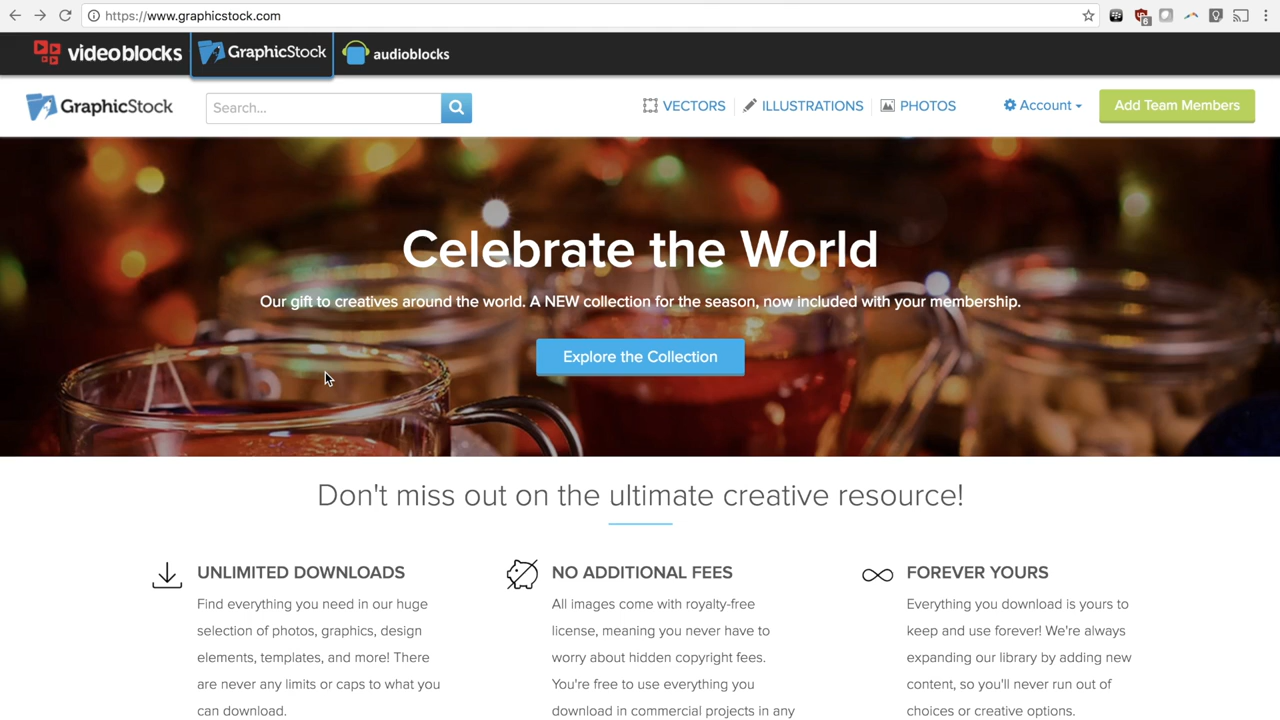 https://www.graphicstock.com
6
videoblocks
GraphicStock
audioblocks
GraphicStock
Search...
VECTORS
ILLUSTRATIONS
PHOTOS
Account
Add Team Members
Celebrate the World
Our gift to creatives around the world. A NEW collection for the season, now included with your membership.
Explore the Collection
Don't miss out on the ultimate creative resource!
UNLIMITED DOWNLOADS
Find everything you need in our huge
selection of photos, graphics, design
elements, templates, and more! There
are never any limits or caps to what you
can download.
NO ADDITIONAL FEES
All images come with royalty-free
license, meaning you never have to
worry about hidden copyright fees.
You're free to use everything you
download in commercial projects in any
FOREVER YOURS
Everything you download is yours to
keep and use forever! We're always
expanding our library by adding new
content, so you'll never run out of
choices or creative options.